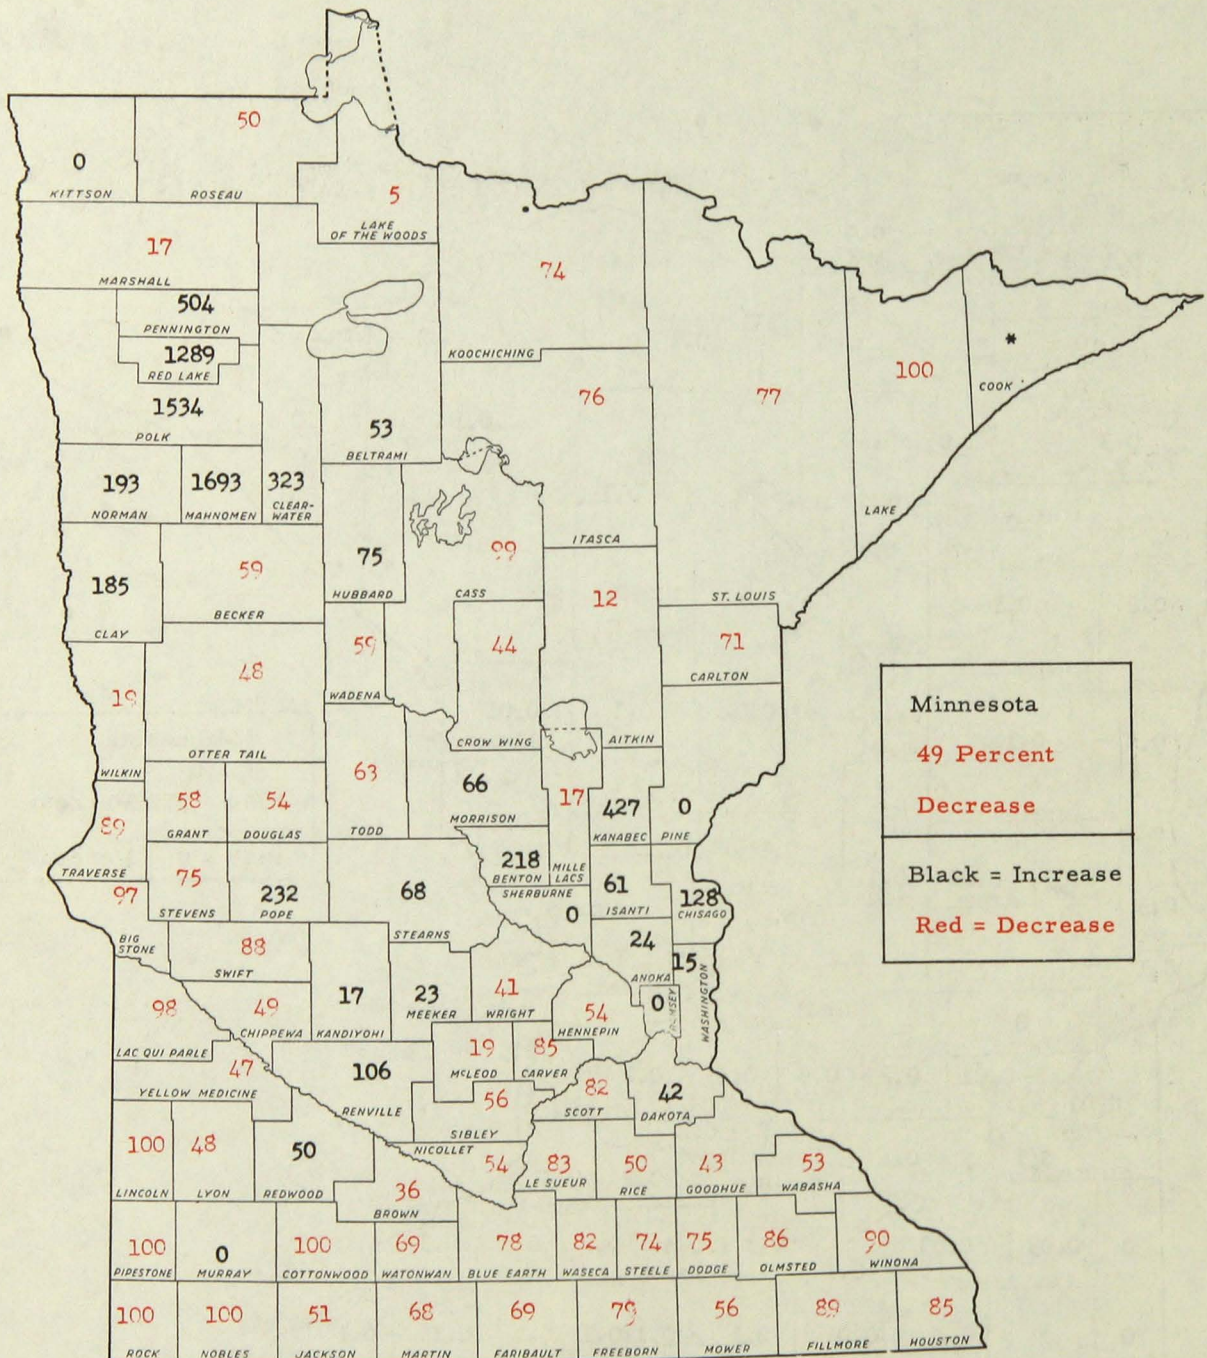 50
0
KITTSON
ROSEAU
5
LAKE
OF THE WOODS
17
MARSHALL
74
KOOCHICHING
504
PENNINGTON
1289
RED LAKE
1534
POLK
53
BELTRAMI
76
ITASCA
77
ST. LOUIS
100
LAKE
*
COOK
193
NORMAN
1693
MAHNOMEN
323
CLEAR-
WATER
185
CLAY
59
BECKER
75
HUBBARD
99
CASS
12
AITKIN
71
CARLTON
19
WILKIN
48
OTTER TAIL
59
WADENA
44
CROW WING
Minnesota
49 Percent
Decrease
Black = Increase
Red = Decrease
89
TRAVERSE
58
GRANT
54
DOUGLAS
63
TODD
66
MORRISON
17
MILLE
LACS
427
KANABEC
0
PINE
97
BIG
STONE
75
STEVENS
232
POPE
68
STEARNS
218
BENTON
SHERBURNE
0
61
ISANTI
128
CHISAGO
88
SWIFT
24
ANOKA
15
WASHINGTON
98
LAC QUI PARLE
49
CHIPPEWA
17
KANDIYOHI
23
MEEKER
41
WRIGHT
54
HENNEPIN
0
RAMSEY
47
YELLOW MEDICINE
106
RENVILLE
19
McLEOD
85
CARVER
56
SIBLEY
82
SCOTT
42
DAKOTA
100
LINCOLN
48
LYON
50
REDWOOD
36
BROWN
NICOLLET
54
83
LE SUEUR
50
RICE
43
GOODHUE
53
WABASHA
100
PIPESTONE
0
MURRAY
100
COTTONWOOD
69
WATONWAN
78
BLUE EARTH
82
WASECA
74
STEELE
75
DODGE
86
OLMSTED
90
WINONA
100
ROCK
100
NOBLES
51
JACKSON
68
MARTIN
69
FARIBAULT
79
FREEBORN
56
MOWER
89
FILLMORE
85
HOUSTON